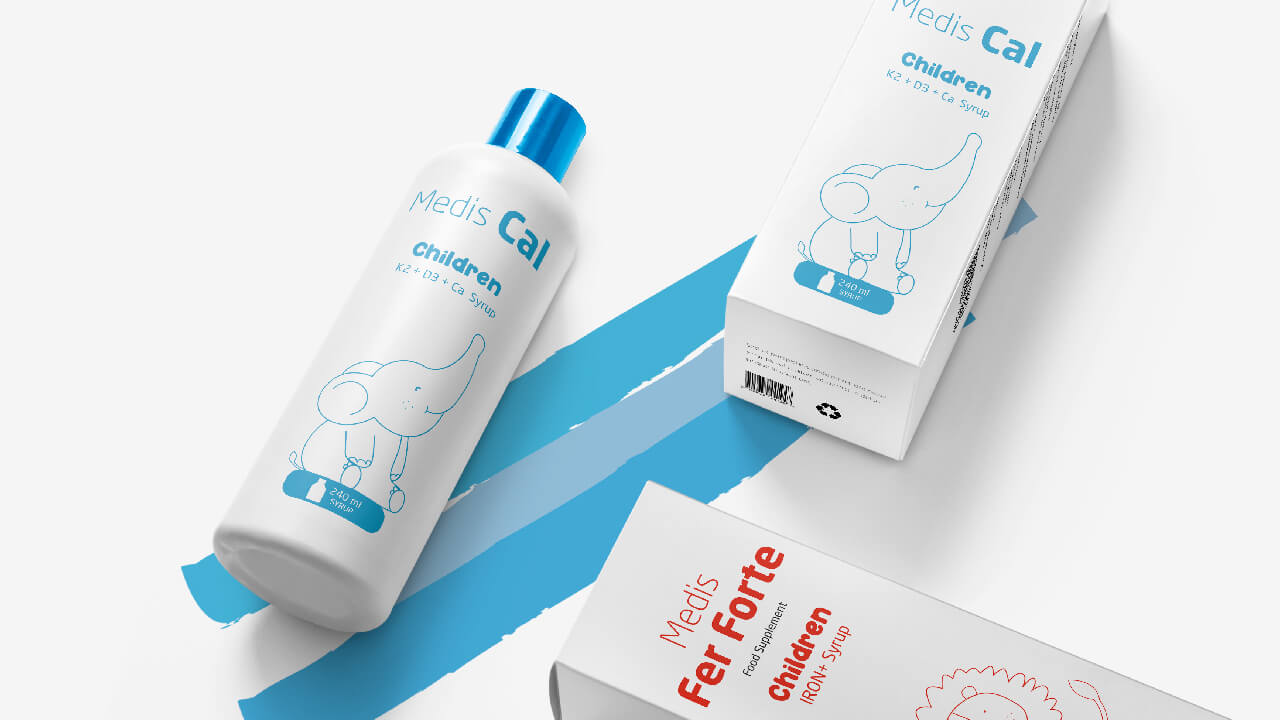 Medis Cal
Children
K2 + D3 + Ca Syrup
240 ml
SYRUP
Medis Cal
Children
K2 + D3 + Ca Syrup
240 ml
SYRUP
Medis
Fer Forte
Food Supplement
Children
IRON+ Syrup